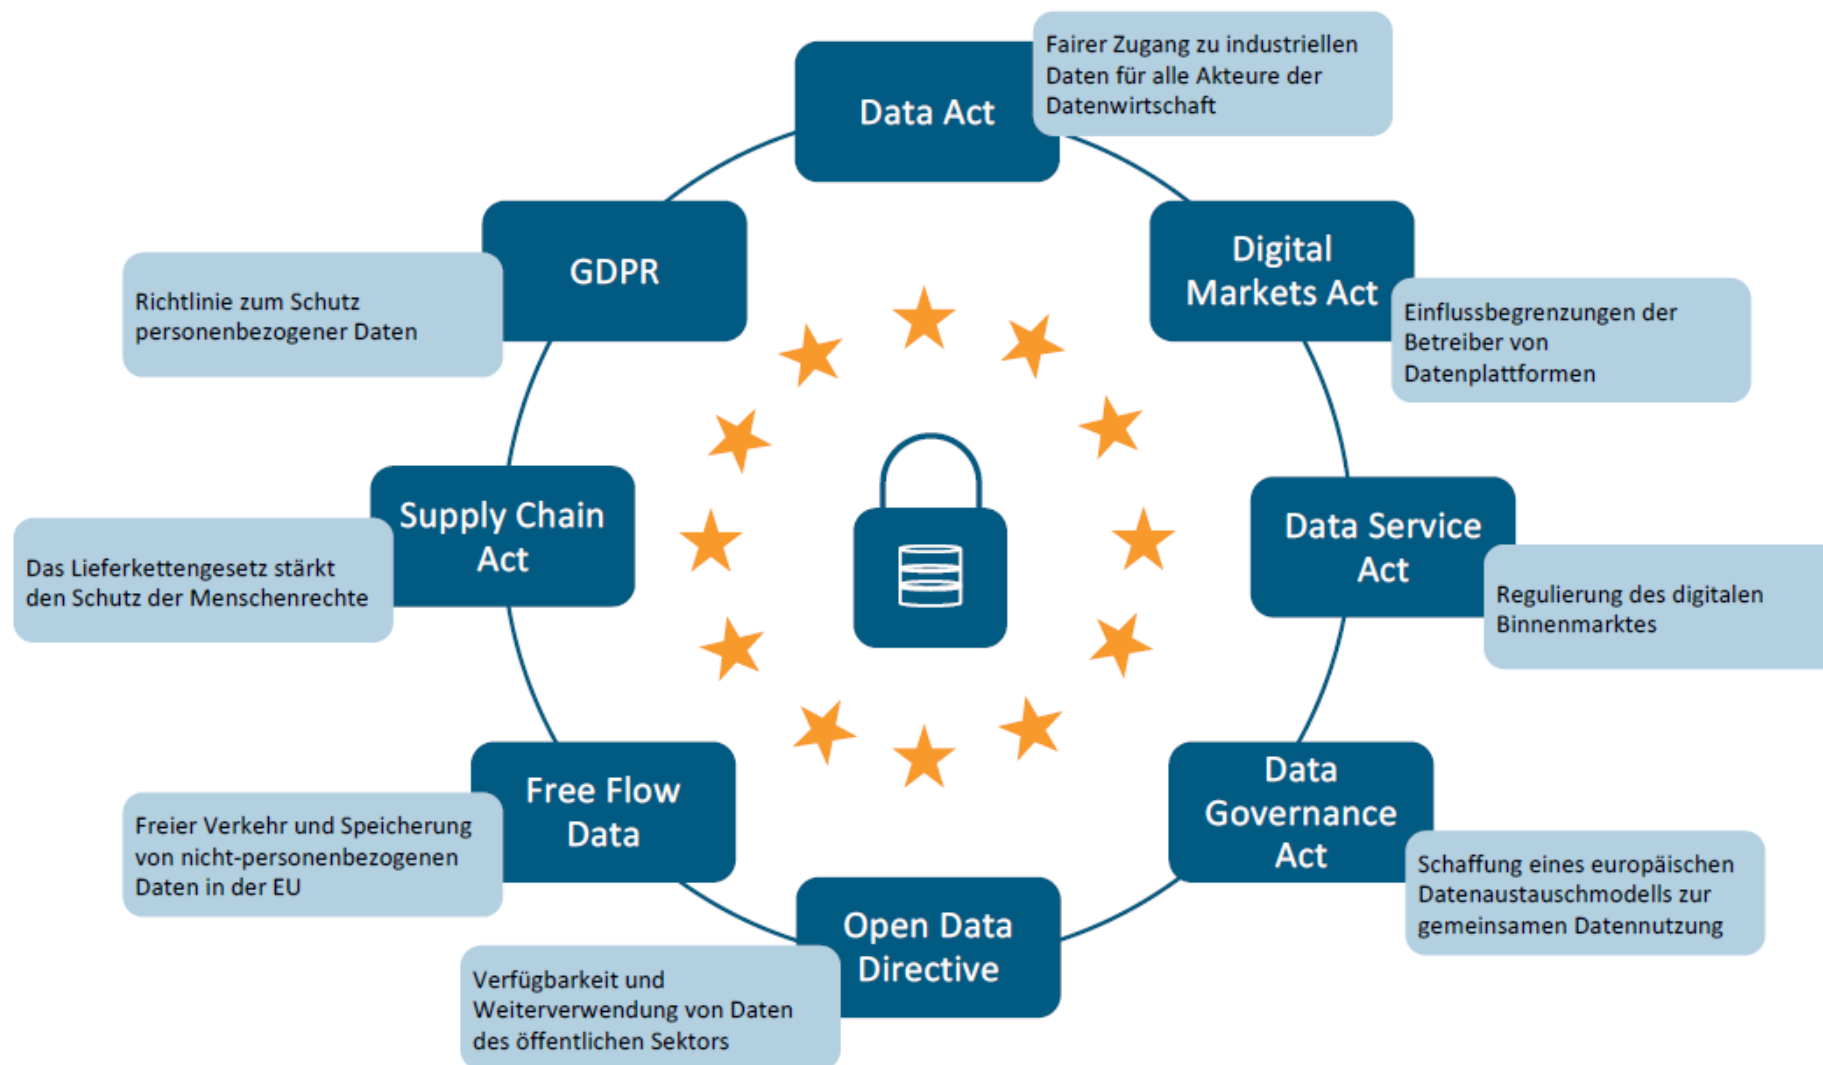 Data Act
Fairer Zugang zu industriellen
Daten für alle Akteure der
Datenwirtschaft
Digital
Markets Act
Einflussbegrenzungen der
Betreiber von
Datenplattformen
Data Service
Act
Regulierung des digitalen
Binnenmarktes
Data
Governance
Act
Schaffung eines europäischen
Datenaustauschmodells zur
gemeinsamen Datennutzung
Open Data
Directive
Verfügbarkeit und
Weiterverwendung von Daten
des öffentlichen Sektors
Free Flow
Data
Freier Verkehr und Speicherung
von nicht-personenbezogenen
Daten in der EU
Supply Chain
Act
Das Lieferkettengesetz stärkt
den Schutz der Menschenrechte
GDPR
Richtlinie zum Schutz
personenbezogener Daten